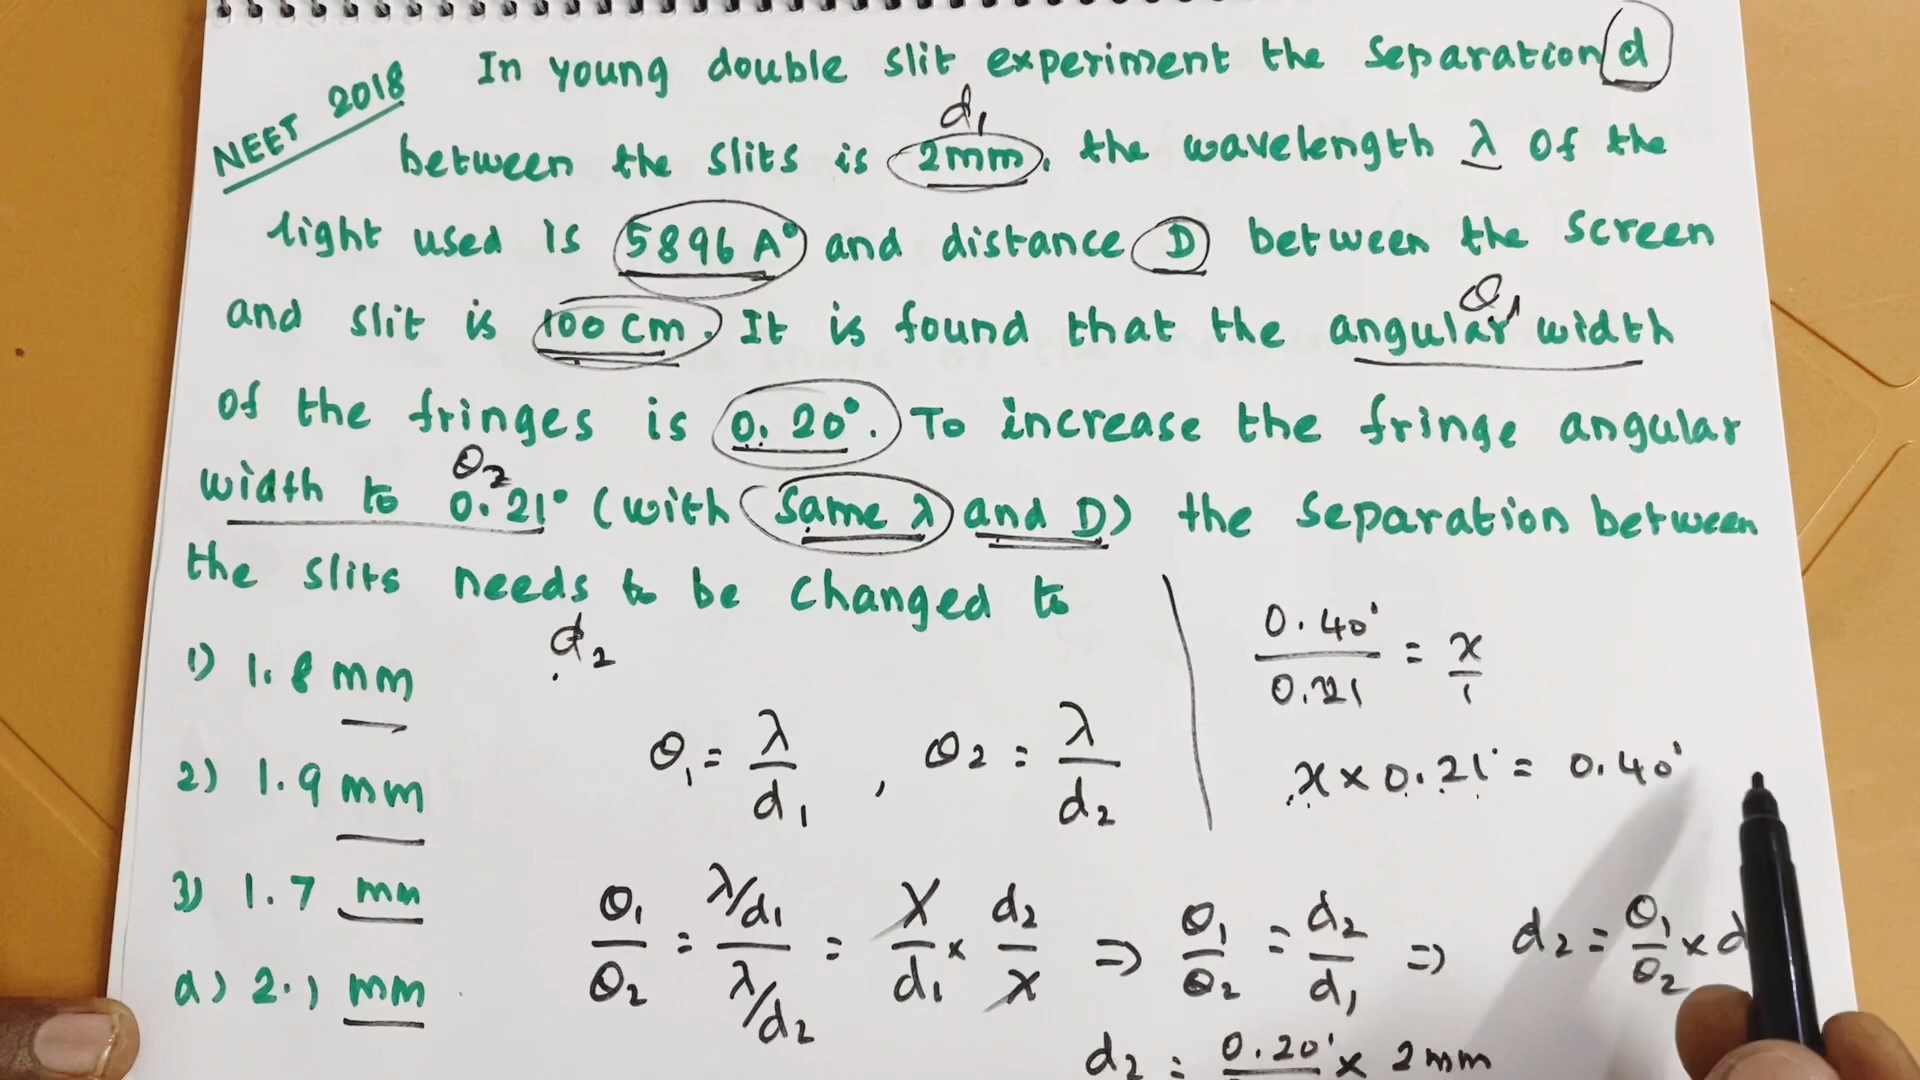 NEET 2018
In young double slit experiment the separation d
d₁
between the slits is 2mm. the wavelength λ of the
light used is 5896 A° and distance D between the screen
and slit is 100 cm. It is found that the angular width
θ₁
of the fringes is 0.20°. To increase the fringe angular
θ₂
width to 0.21° (with same λ and D) the separation between
the slits needs to be changed to
d₂
1) 1.8 mm
2) 1.9 mm
3) 1.7 mm
4) 2.1 mm
θ₁ = λ/d₁ , θ₂ = λ/d₂
θ₁/θ₂ = (λ/d₁)/(λ/d₂) = λ/d₁ × d₂/λ ⇒ θ₁/θ₂ = d₂/d₁ ⇒ d₂ = θ₁/θ₂ × d
d₂ = 0.20° × 2mm
0.40°/0.21 = x/1
x × 0.21° = 0.40°